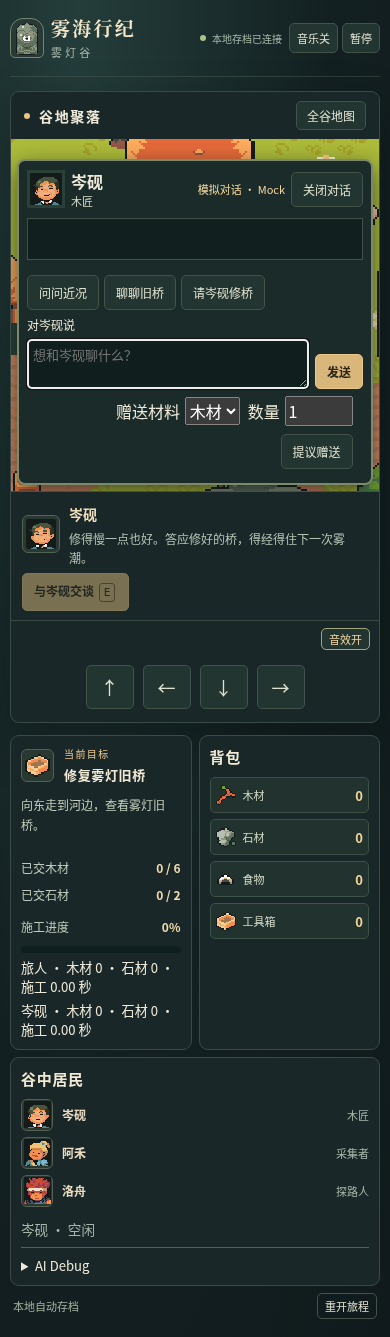 雾海行纪
雾灯谷
本地存档已连接
音乐关
暂停
谷地聚落
全谷地图
岑砚
木匠
模拟对话 · Mock
关闭对话
问问近况
聊聊旧桥
请岑砚修桥
对岑砚说
想和岑砚聊什么？
发送
赠送材料
木材
数量
1
提议赠送
岑砚
修得慢一点也好。答应修好的桥，得经得住下一次雾
潮。
与岑砚交谈 E
音效开
↑
←
↓
→
当前目标
修复雾灯旧桥
向东走到河边，查看雾灯旧
桥。
已交木材 0 / 6
已交石材 0 / 2
施工进度 0%
旅人 · 木材 0 · 石材 0 ·
施工 0.00 秒
岑砚 · 木材 0 · 石材 0 ·
施工 0.00 秒
背包
木材 0
石材 0
食物 0
工具箱 0
谷中居民
岑砚 木匠
阿禾 采集者
洛舟 探路人
岑砚 · 空闲
▶ AI Debug
本地自动存档
重开旅程